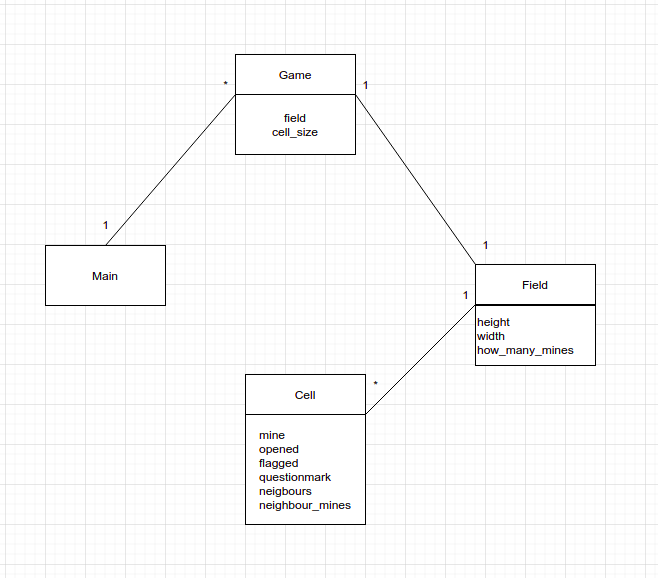 Game
*
1
field
cell_size
1
1
Main
Field
1
height
width
how_many_mines
*
Cell
mine
opened
flagged
questionmark
neigbours
neighbour_mines